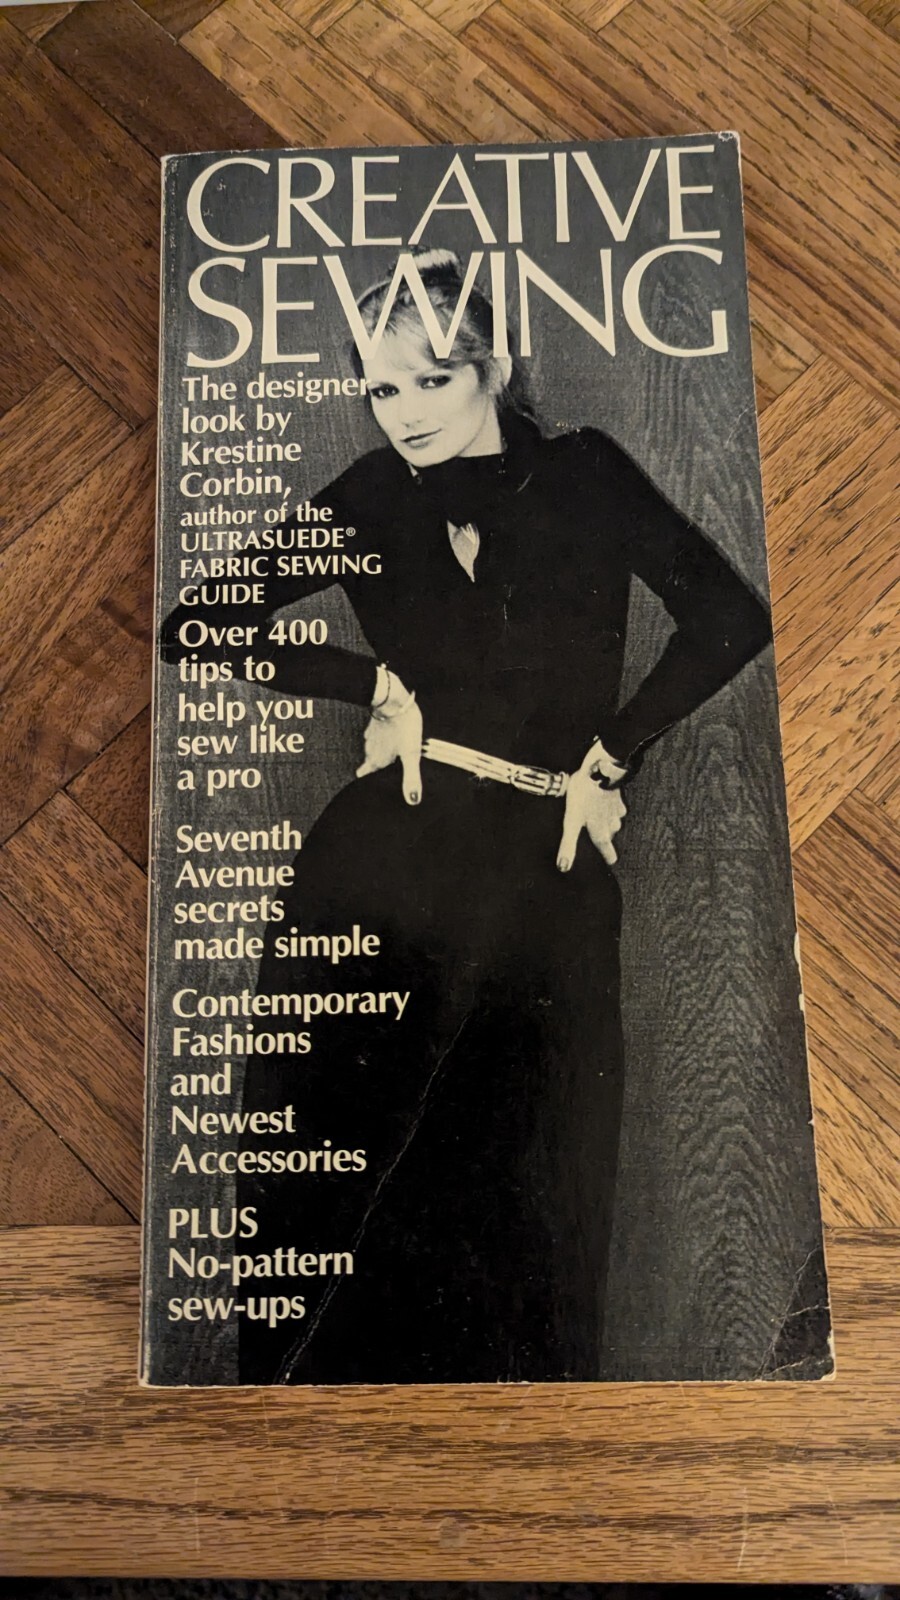 CREATIVE
SEWING
The designer
look by
Krestine
Corbin,
author of the
ULTRASUEDE®
FABRIC SEWING
GUIDE
Over 400
tips to
help you
sew like
a pro
Seventh
Avenue
secrets
made simple
Contemporary
Fashions
and
Newest
Accessories
PLUS
No-pattern
sew-ups